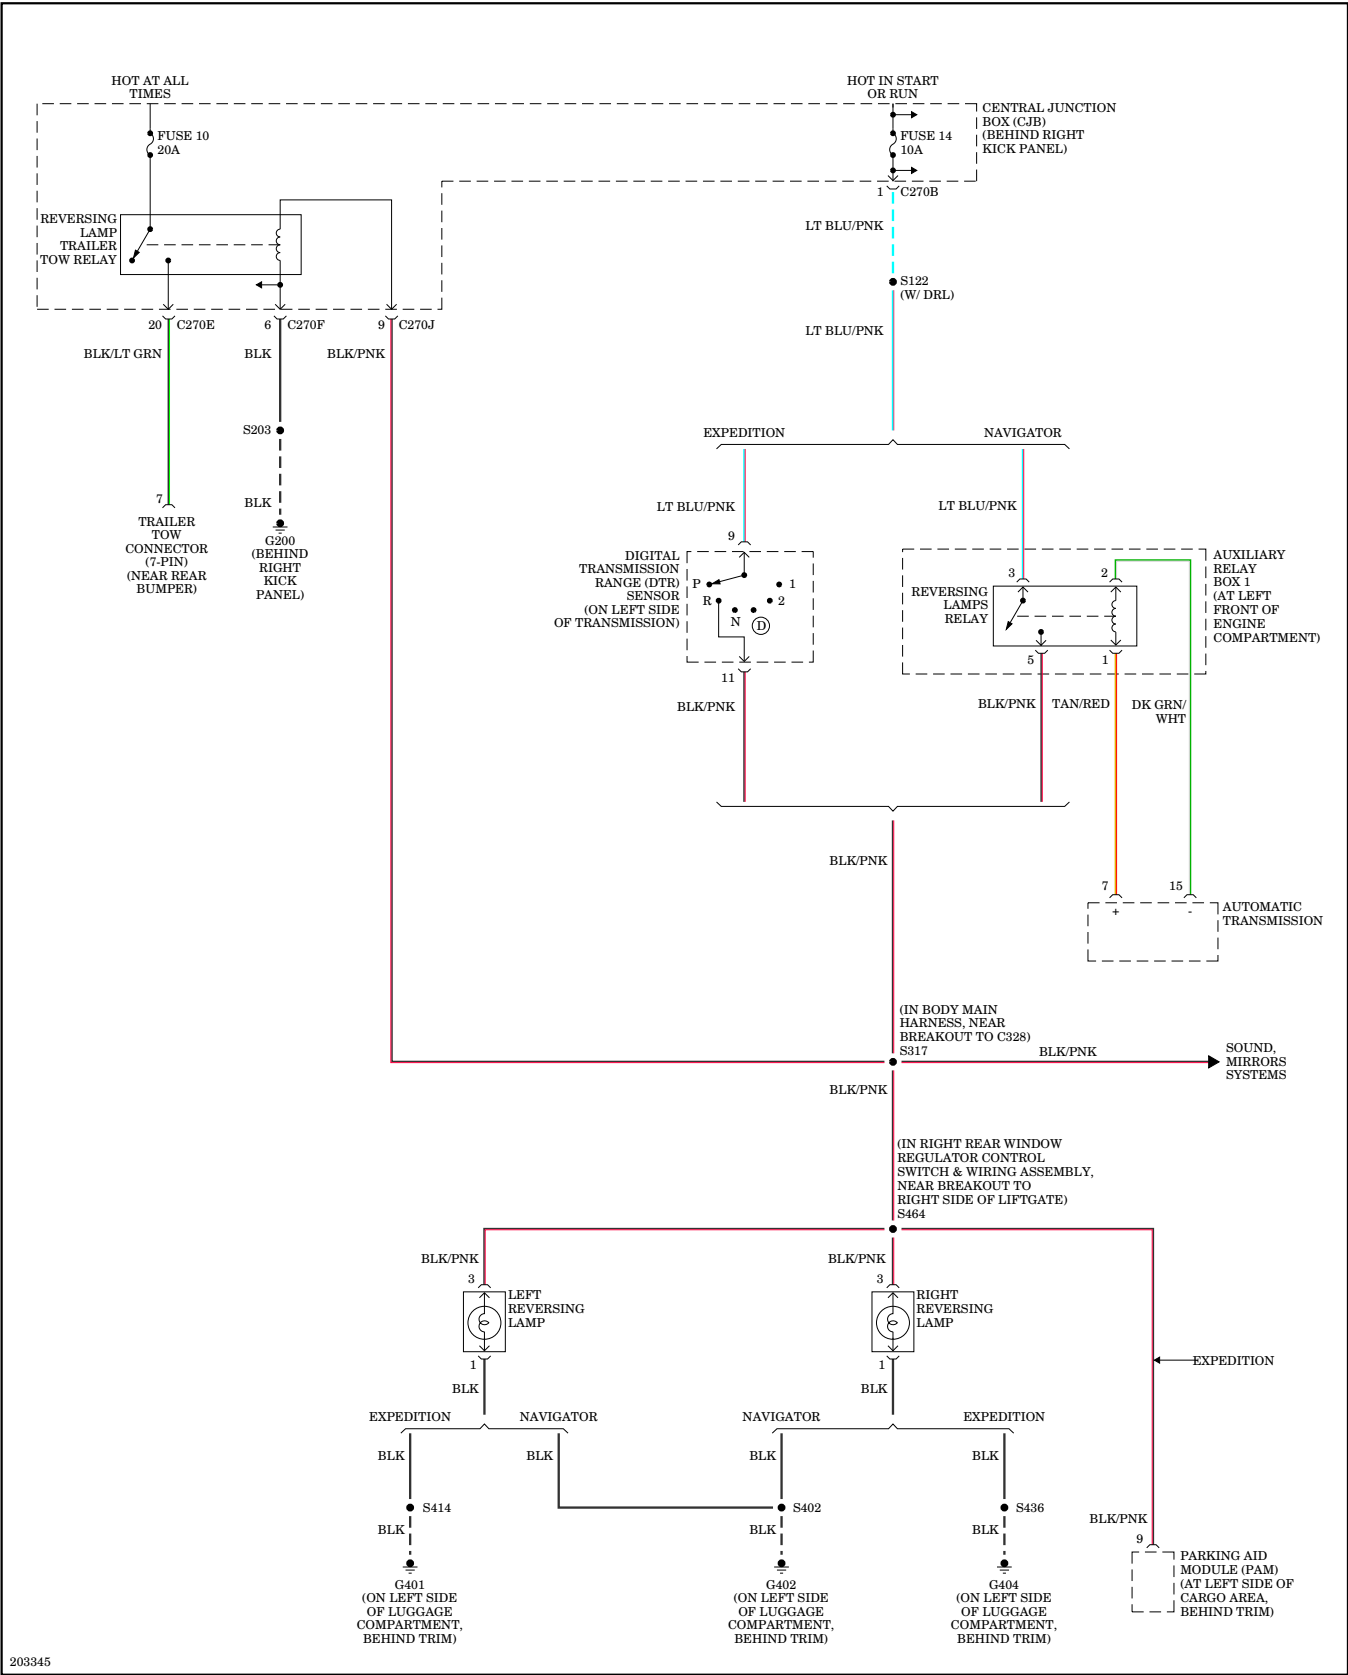 HOT AT ALL
TIMES
HOT IN START
OR RUN
CENTRAL JUNCTION
BOX (CJB)
(BEHIND RIGHT
KICK PANEL)
FUSE 10
20A
FUSE 14
10A
1 C270B
REVERSING
LAMP
TRAILER
TOW RELAY
LT BLU/PNK
S122
(W/ DRL)
20 C270E
6 C270F
9 C270J
LT BLU/PNK
BLK/LT GRN
BLK
BLK/PNK
S203
EXPEDITION
NAVIGATOR
7
BLK
LT BLU/PNK
LT BLU/PNK
TRAILER
TOW
CONNECTOR
(7-PIN)
(NEAR REAR
BUMPER)
G200
(BEHIND
RIGHT
KICK
PANEL)
9
DIGITAL
TRANSMISSION
RANGE (DTR)
SENSOR
(ON LEFT SIDE
OF TRANSMISSION)
P
R
N
D
2
1
11
3
2
REVERSING
LAMPS
RELAY
5
1
AUXILIARY
RELAY
BOX 1
(AT LEFT
FRONT OF
ENGINE
COMPARTMENT)
BLK/PNK
BLK/PNK
TAN/RED
DK GRN/
WHT
BLK/PNK
7
15
+
-
AUTOMATIC
TRANSMISSION
(IN BODY MAIN
HARNESS, NEAR
BREAKOUT TO C328)
S317
BLK/PNK
SOUND,
MIRRORS
SYSTEMS
BLK/PNK
(IN RIGHT REAR WINDOW
REGULATOR CONTROL
SWITCH & WIRING ASSEMBLY,
NEAR BREAKOUT TO
RIGHT SIDE OF LIFTGATE)
S464
BLK/PNK
BLK/PNK
3
3
LEFT
REVERSING
LAMP
RIGHT
REVERSING
LAMP
1
1
EXPEDITION
BLK
BLK
EXPEDITION
NAVIGATOR
NAVIGATOR
EXPEDITION
BLK
BLK
BLK
BLK
S414
S402
S436
BLK
BLK
BLK
BLK/PNK
9
G401
(ON LEFT SIDE
OF LUGGAGE
COMPARTMENT,
BEHIND TRIM)
G402
(ON LEFT SIDE
OF LUGGAGE
COMPARTMENT,
BEHIND TRIM)
G404
(ON LEFT SIDE
OF LUGGAGE
COMPARTMENT,
BEHIND TRIM)
PARKING AID
MODULE (PAM)
(AT LEFT SIDE OF
CARGO AREA,
BEHIND TRIM)
203345